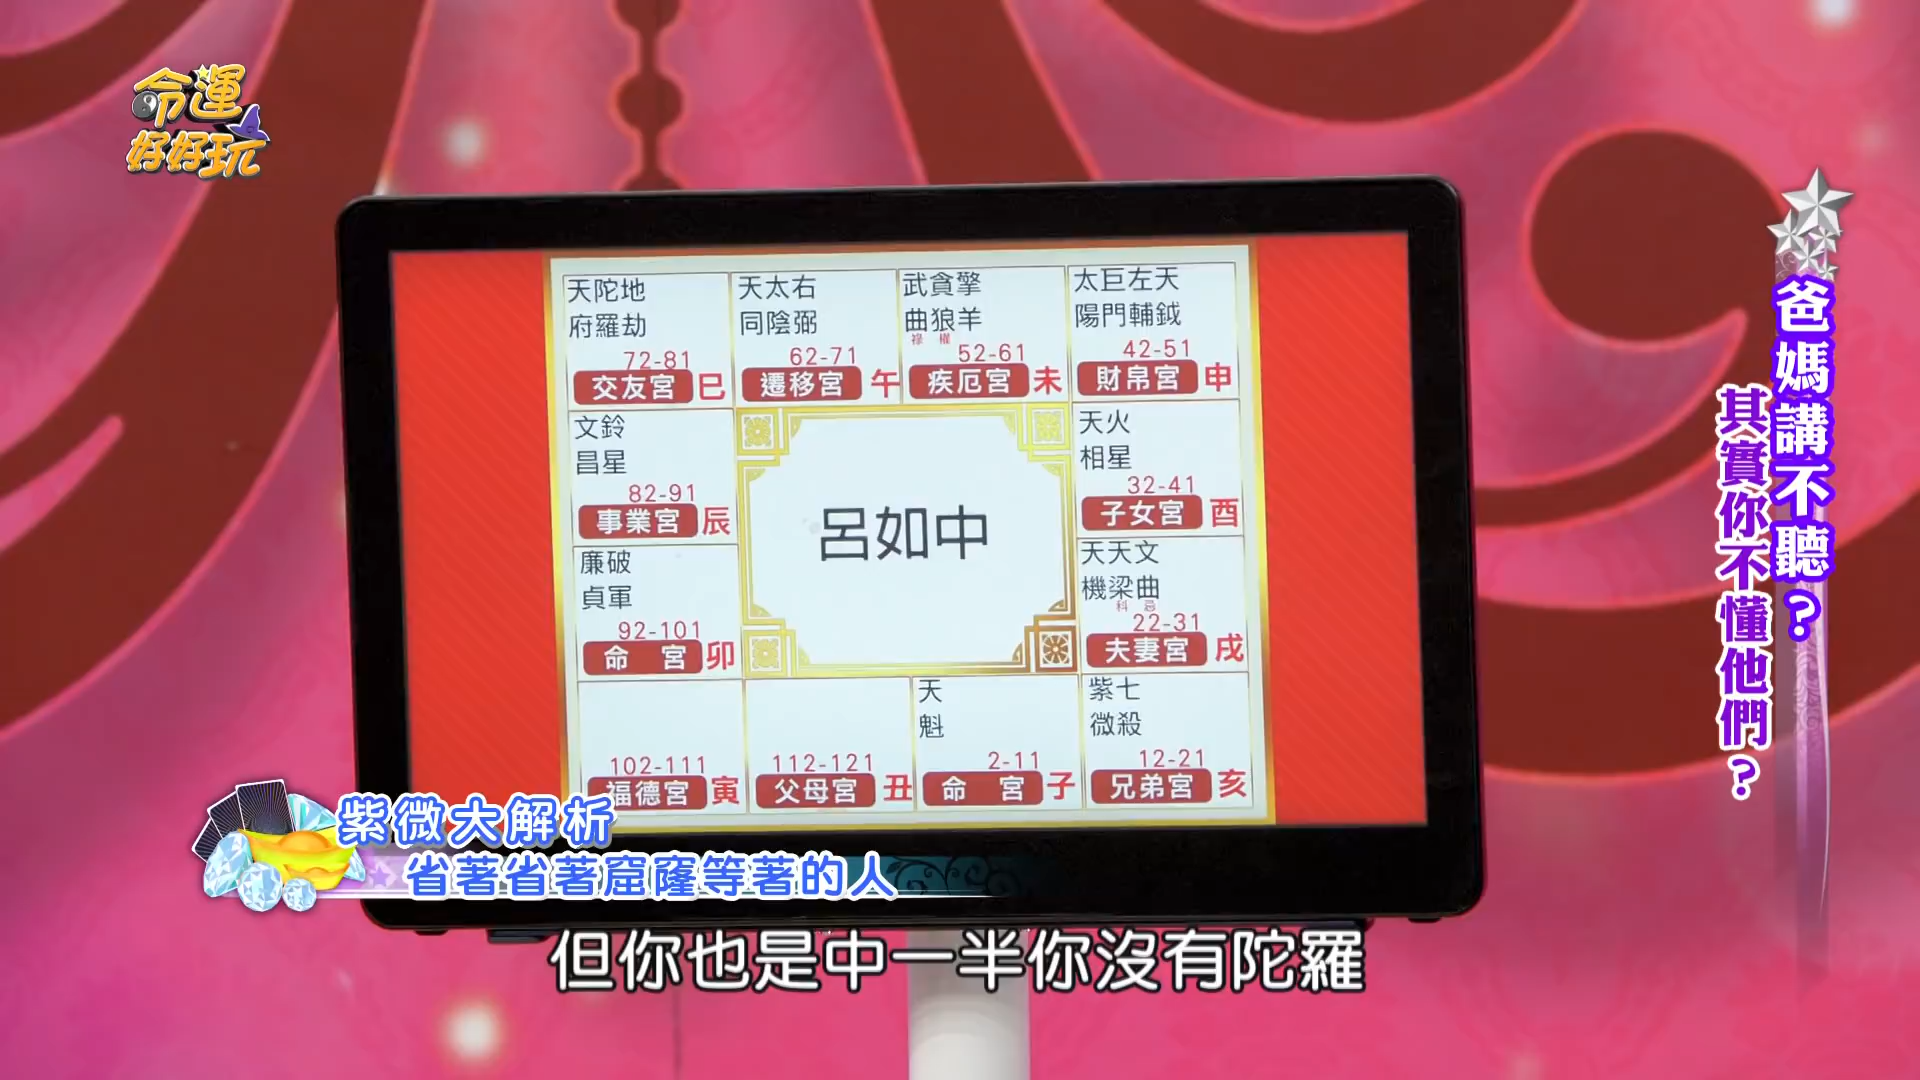 命運
好好玩
爸媽講不聽？
其實你不懂他們？
天陀地
府羅劫
72-81
交友宮 巳
天太右
同陰弼
62-71
遷移宮 午
武貪擎
曲狼羊
祿 權
52-61
疾厄宮 未
太巨左天
陽門輔鉞
42-51
財帛宮 申
文鈴
昌星
82-91
事業宮 辰
呂如中
天火
相星
32-41
子女宮 酉
廉破
貞軍
92-101
命 宮 卯
天天文
機梁曲
科 忌
22-31
夫妻宮 戌
102-111
福德宮 寅
112-121
父母宮 丑
天
魁
2-11
命 宮 子
紫七
微殺
12-21
兄弟宮 亥
紫微大解析
省著省著窟窿等著的人
但你也是中一半你沒有陀羅